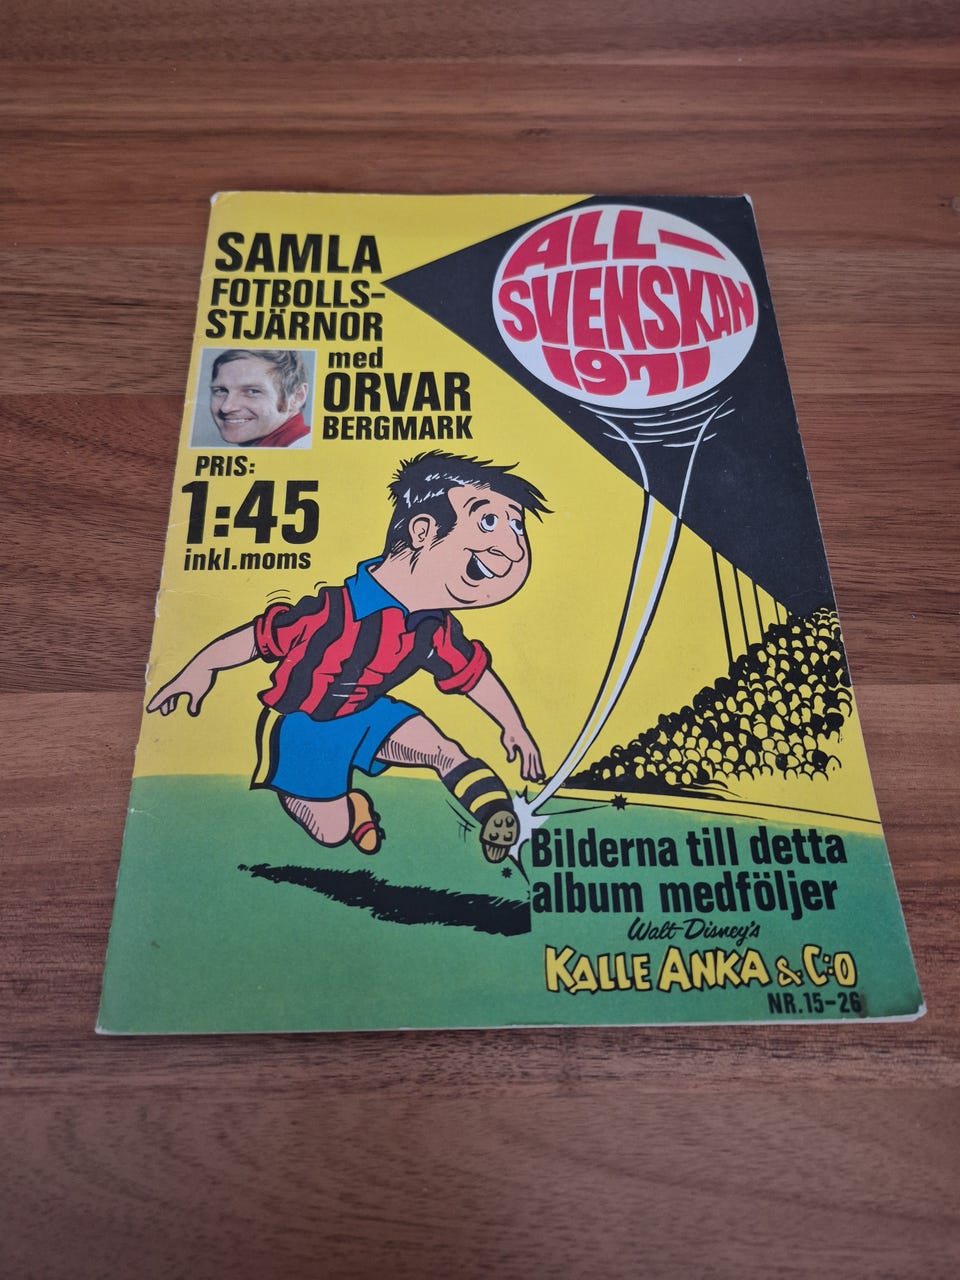 SAMLA
FOTBOLLS-
STJÄRNOR
med
ORVAR
BERGMARK
PRIS:
1:45
inkl.moms
ALL-
SVENSKAN
1971
Bilderna till detta
album medföljer
Walt Disney's
KALLE ANKA & C:O
NR.15-26